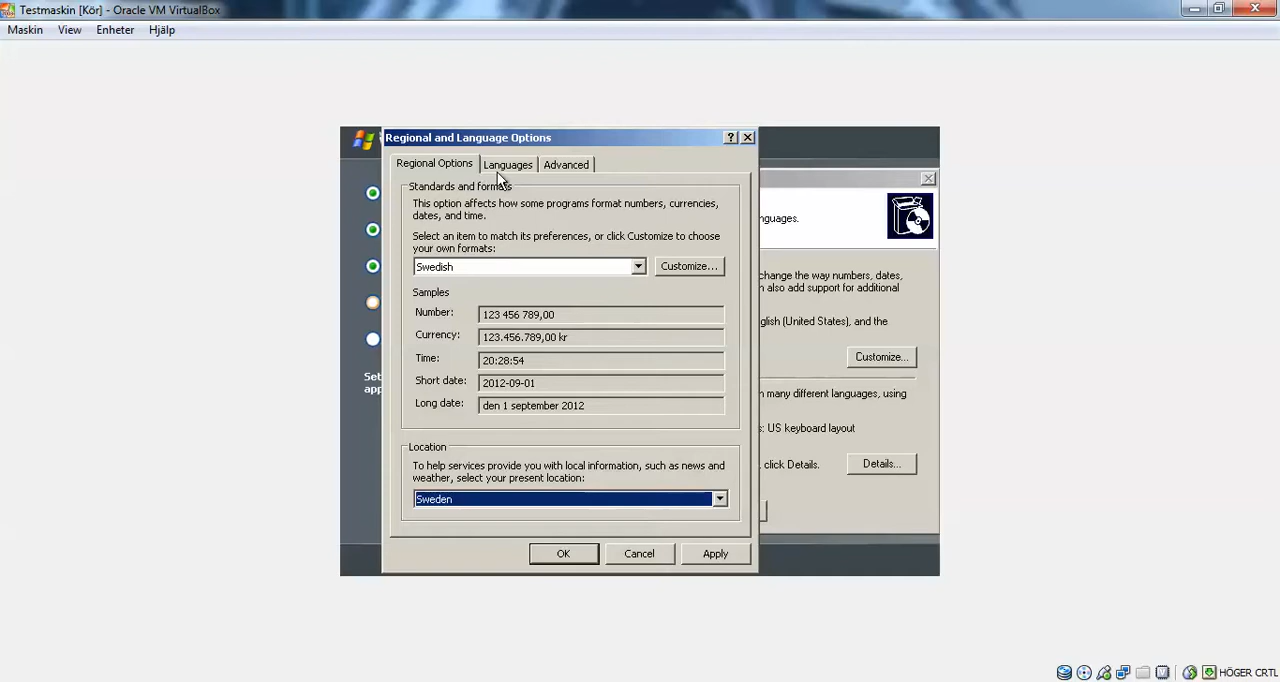 Testmaskin [Kör] - Oracle VM VirtualBox
Maskin View Enheter Hjälp
Regional and Language Options
Regional Options Languages Advanced
Standards and formats
This option affects how some programs format numbers, currencies,
dates, and time.
Select an item to match its preferences, or click Customize to choose
your own formats:
Swedish Customize...
Samples
Number: 123 456 789,00
Currency: 123.456.789,00 kr
Time: 20:28:54
Short date: 2012-09-01
Long date: den 1 september 2012
Location
To help services provide you with local information, such as news and
weather, select your present location:
Sweden
OK Cancel Apply
nguages.
change the way numbers, dates,
n also add support for additional
glish (United States), and the
Customize...
n many different languages, using
s: US keyboard layout
click Details. Details...
Set
app
HÖGER CRTL